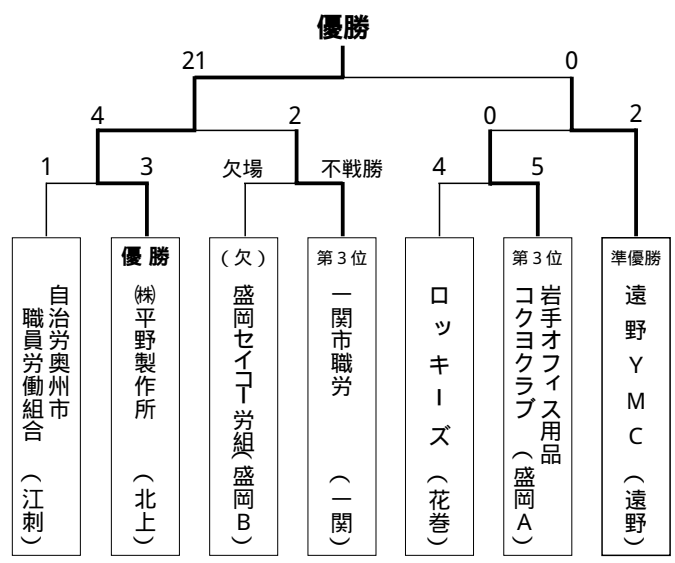 優勝
21 0
4 2 0 2
1 3 欠場 不戦勝 4 5
自治労奥州市
職員労働組合
(江刺)
優勝
㈱平野製作所
(北上)
(欠)
盛岡セイコー労組(盛岡B)
第3位
一関市職労
(一関)
ロッキーズ
(花巻)
第3位
岩手オフィス用品
コクヨクラブ
(盛岡A)
準優勝
遠野YMC
(遠野)